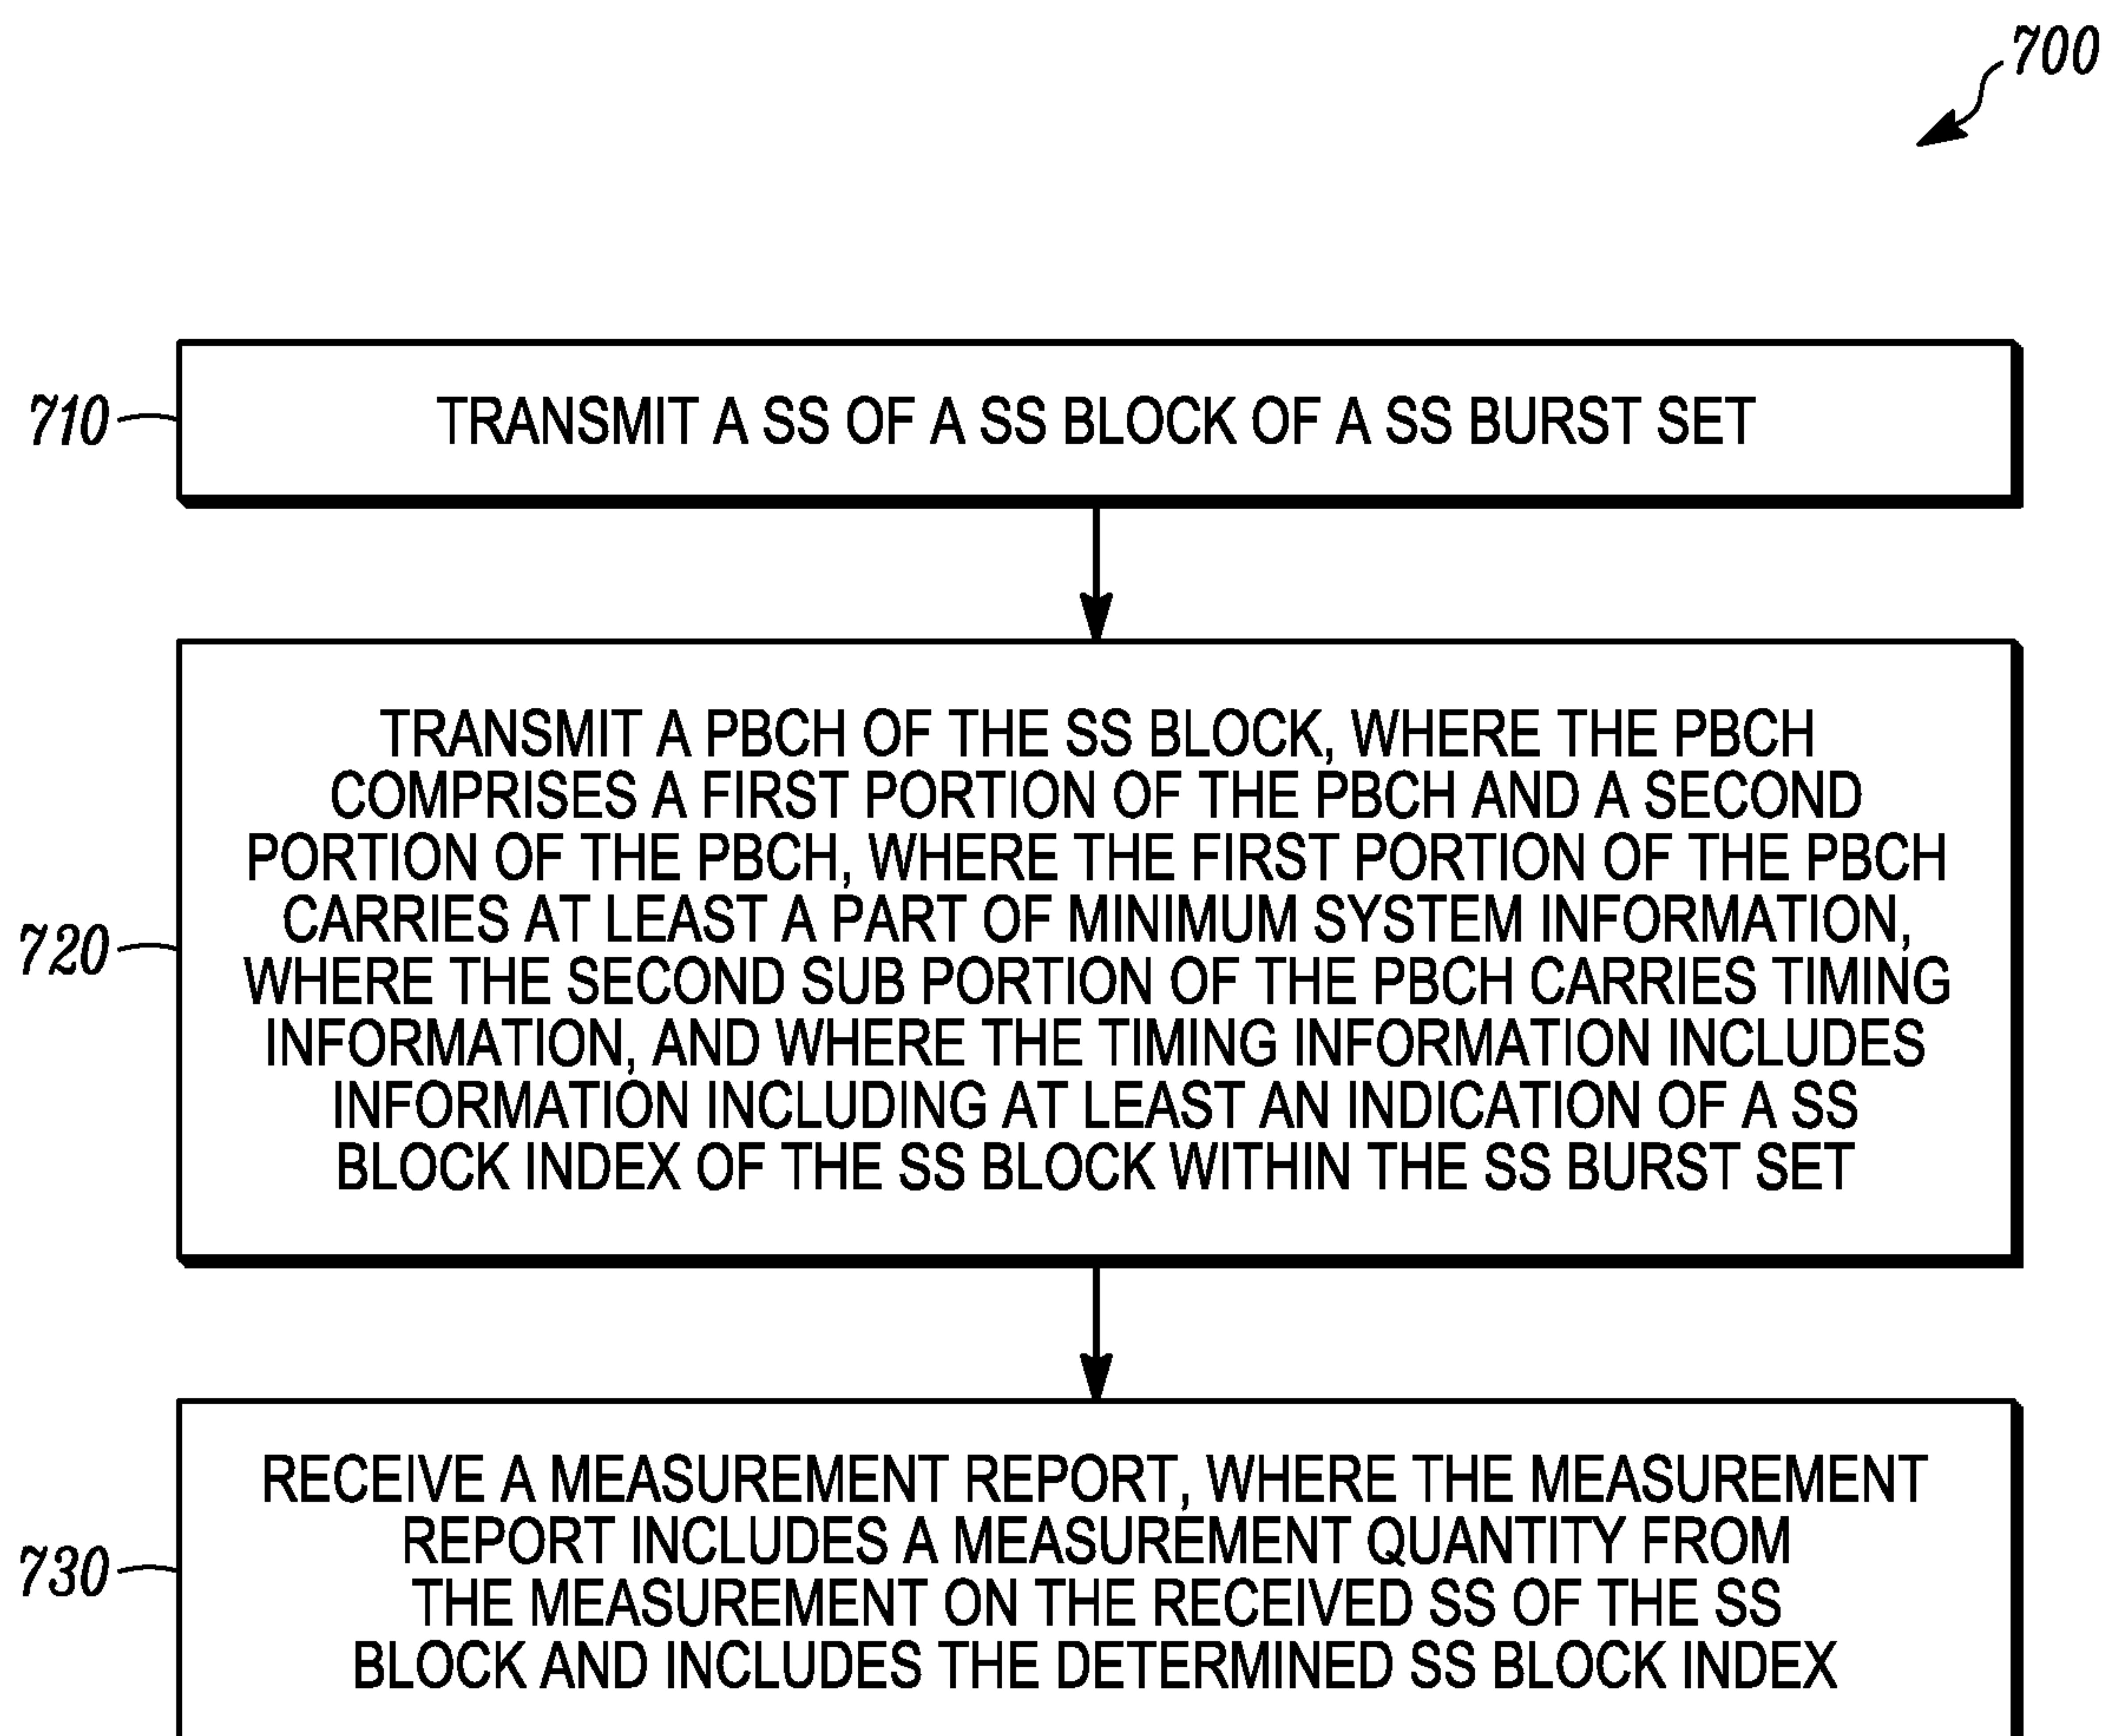 700
710
TRANSMIT A SS OF A SS BLOCK OF A SS BURST SET
720
TRANSMIT A PBCH OF THE SS BLOCK, WHERE THE PBCH
COMPRISES A FIRST PORTION OF THE PBCH AND A SECOND
PORTION OF THE PBCH, WHERE THE FIRST PORTION OF THE PBCH
CARRIES AT LEAST A PART OF MINIMUM SYSTEM INFORMATION,
WHERE THE SECOND SUB PORTION OF THE PBCH CARRIES TIMING
INFORMATION, AND WHERE THE TIMING INFORMATION INCLUDES
INFORMATION INCLUDING AT LEAST AN INDICATION OF A SS
BLOCK INDEX OF THE SS BLOCK WITHIN THE SS BURST SET
730
RECEIVE A MEASUREMENT REPORT, WHERE THE MEASUREMENT
REPORT INCLUDES A MEASUREMENT QUANTITY FROM
THE MEASUREMENT ON THE RECEIVED SS OF THE SS
BLOCK AND INCLUDES THE DETERMINED SS BLOCK INDEX